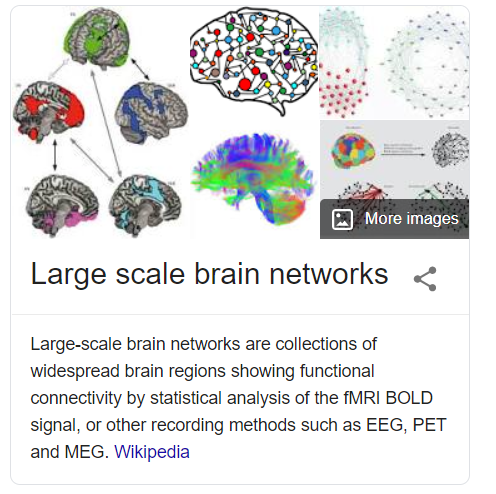 More images
Large scale brain networks
Large-scale brain networks are collections of
widespread brain regions showing functional
connectivity by statistical analysis of the fMRI BOLD
signal, or other recording methods such as EEG, PET
and MEG. Wikipedia